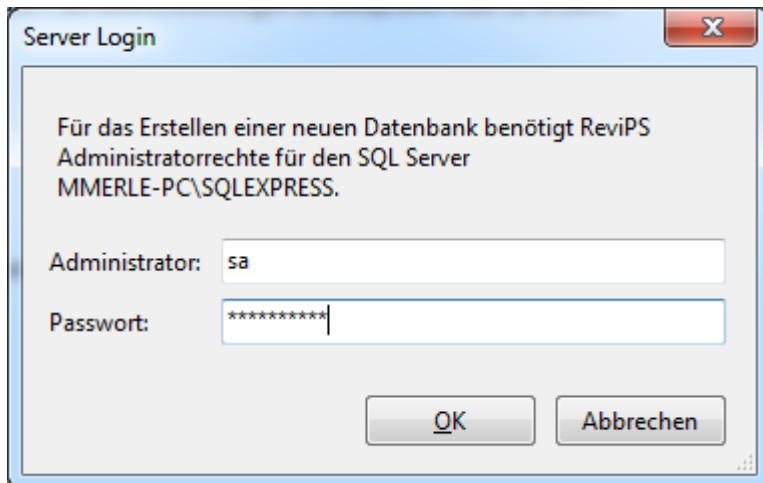 Server Login
Für das Erstellen einer neuen Datenbank benötigt ReviPS
Administratorrechte für den SQL Server
MMERLE-PC\SQLEXPRESS.
Administrator: sa
Passwort: **********
OK Abbrechen